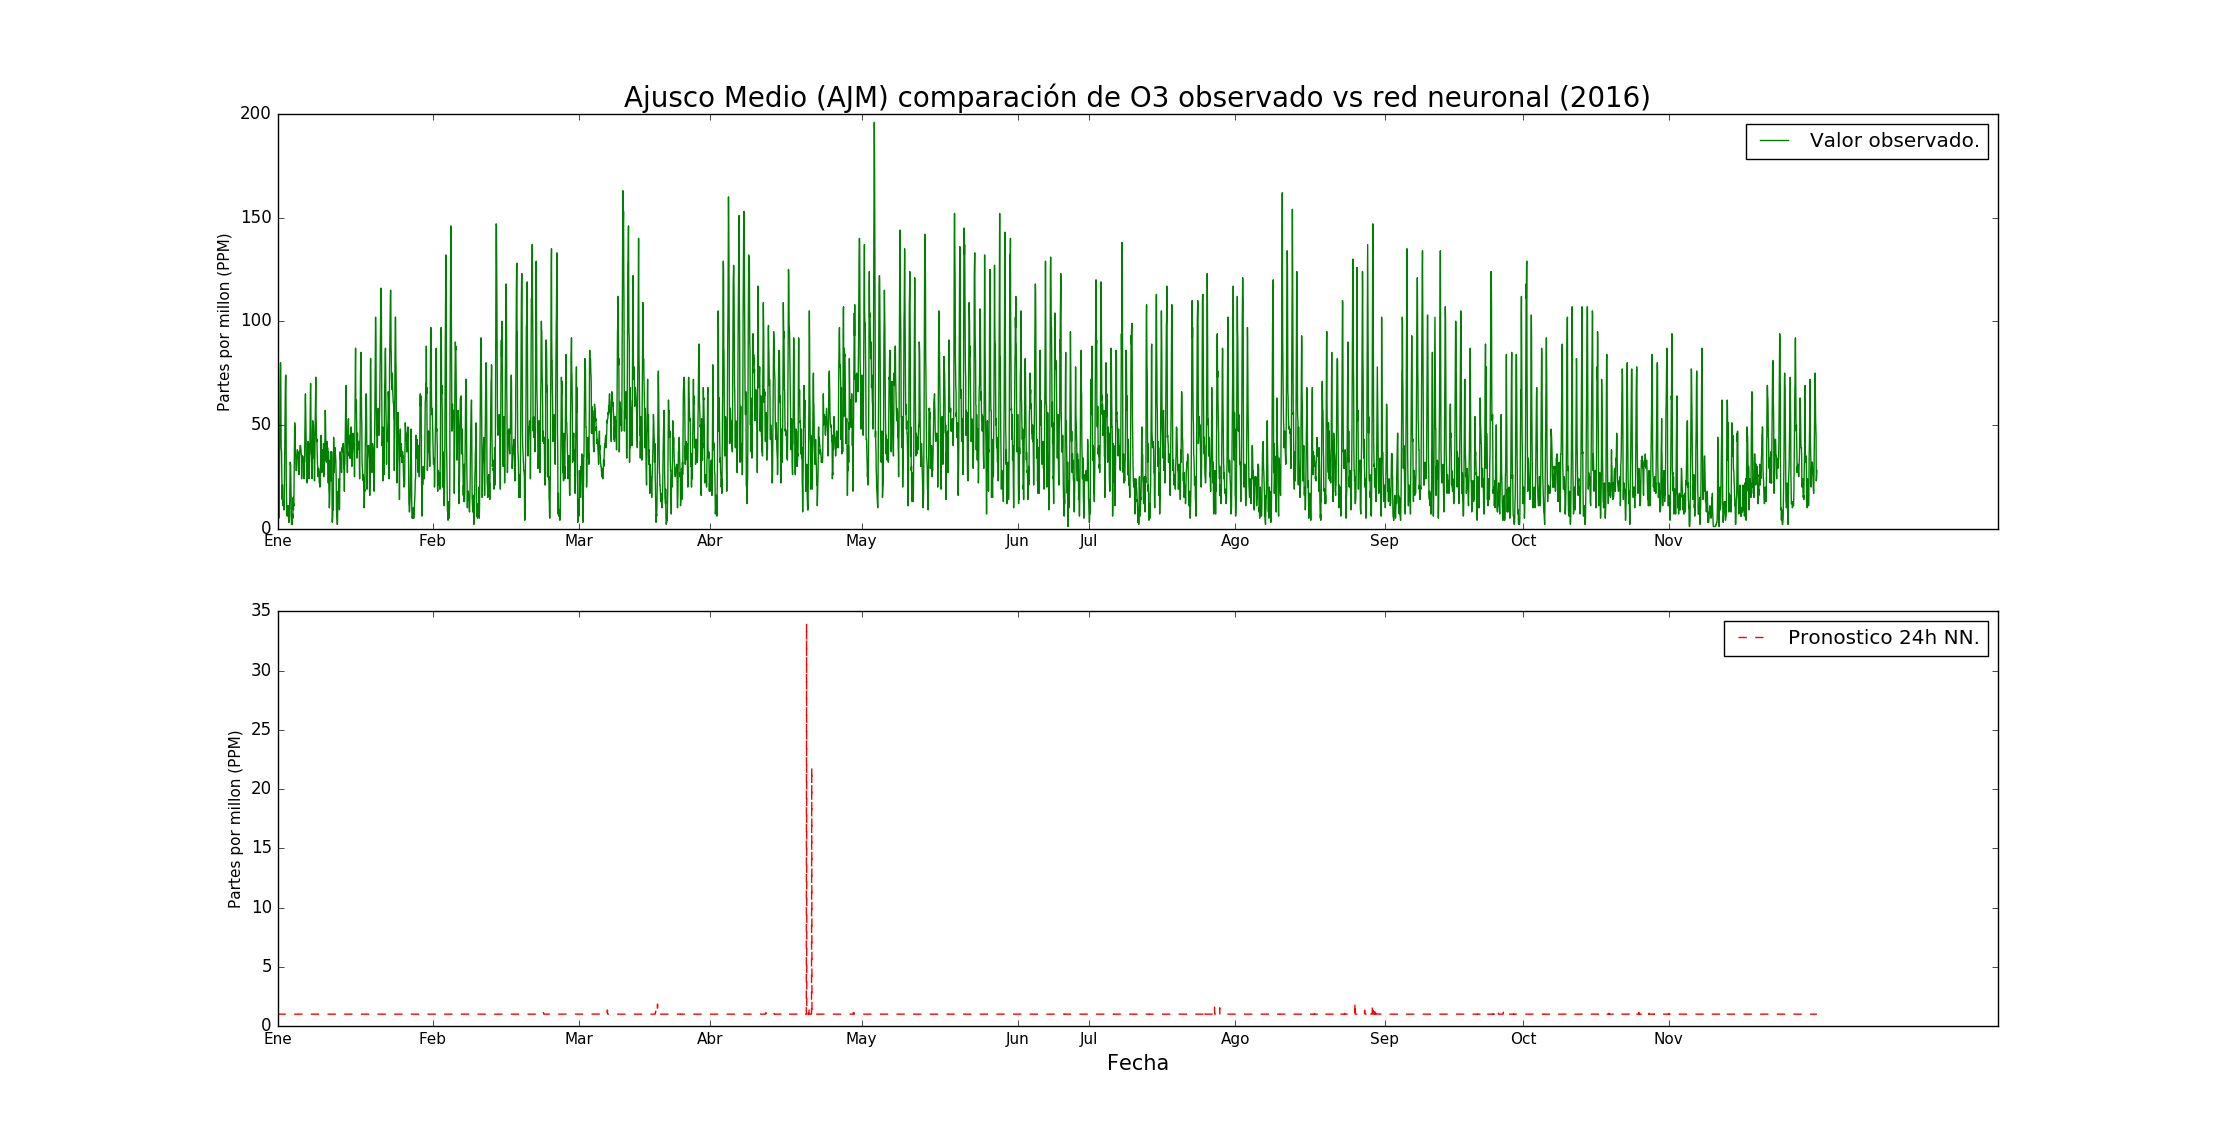 Ajusco Medio (AJM) comparación de O3 observado vs red neuronal (2016)
Valor observado.
Partes por millon (PPM)
200
150
100
50
0
Ene Feb Mar Abr May Jun Jul Ago Sep Oct Nov
Pronostico 24h NN.
Partes por millon (PPM)
35
30
25
20
15
10
5
0
Ene Feb Mar Abr May Jun Jul Ago Sep Oct Nov
Fecha